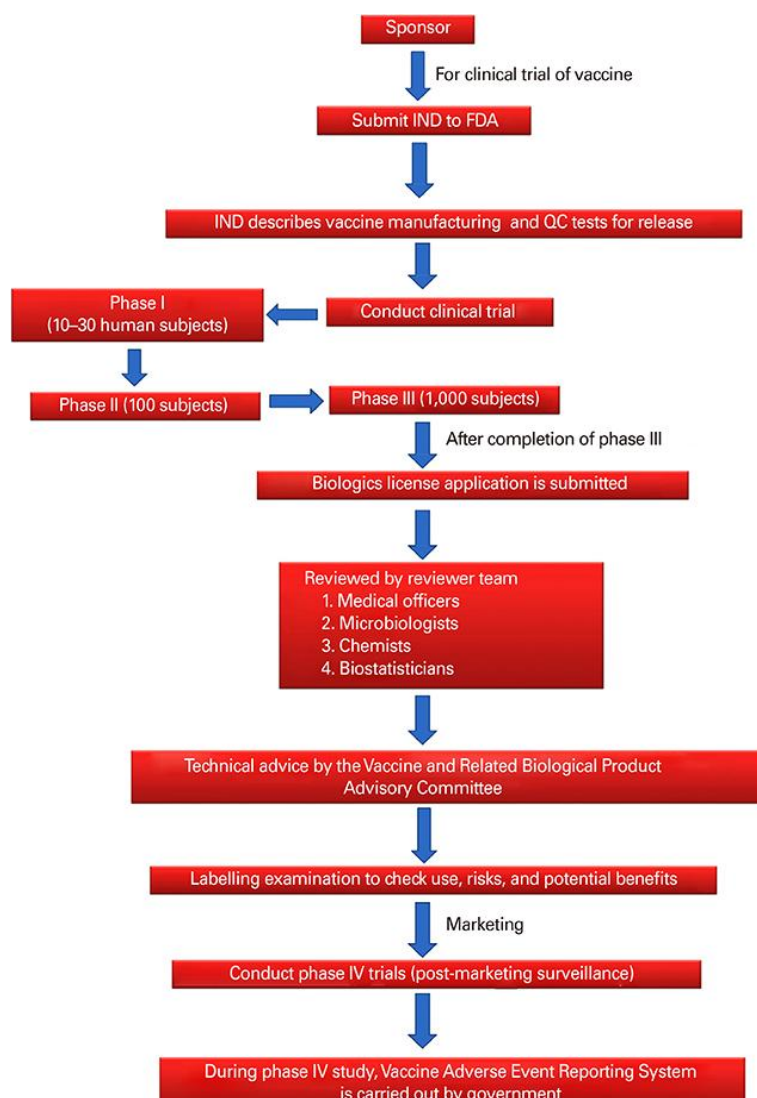 Sponsor
For clinical trial of vaccine
Submit IND to FDA
IND describes vaccine manufacturing and QC tests for release
Conduct clinical trial
Phase I
(10–30 human subjects)
Phase II (100 subjects)
Phase III (1,000 subjects)
After completion of phase III
Biologics license application is submitted
Reviewed by reviewer team
1. Medical officers
2. Microbiologists
3. Chemists
4. Biostatisticians
Technical advice by the Vaccine and Related Biological Product
Advisory Committee
Labelling examination to check use, risks, and potential benefits
Marketing
Conduct phase IV trials (post-marketing surveillance)
During phase IV study, Vaccine Adverse Event Reporting System
is carried out by government